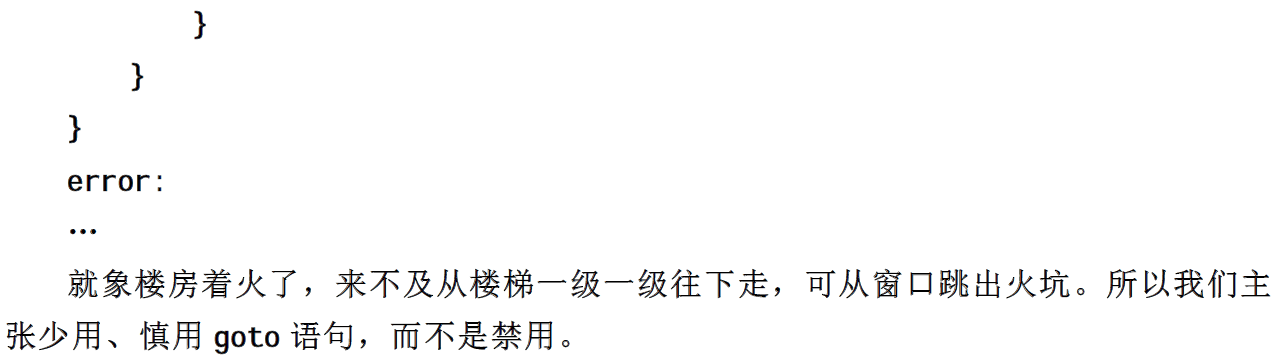 }
}
}
error:
…
就象楼房着火了，来不及从楼梯一级一级往下走，可从窗口跳出火坑。所以我们主
张少用、慎用 goto 语句，而不是禁用。